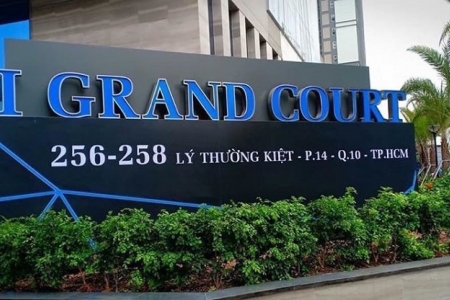 GRAND COURT
256-258 LÝ THƯỜNG KIỆT - P.14 - Q.10 - TP.HCM